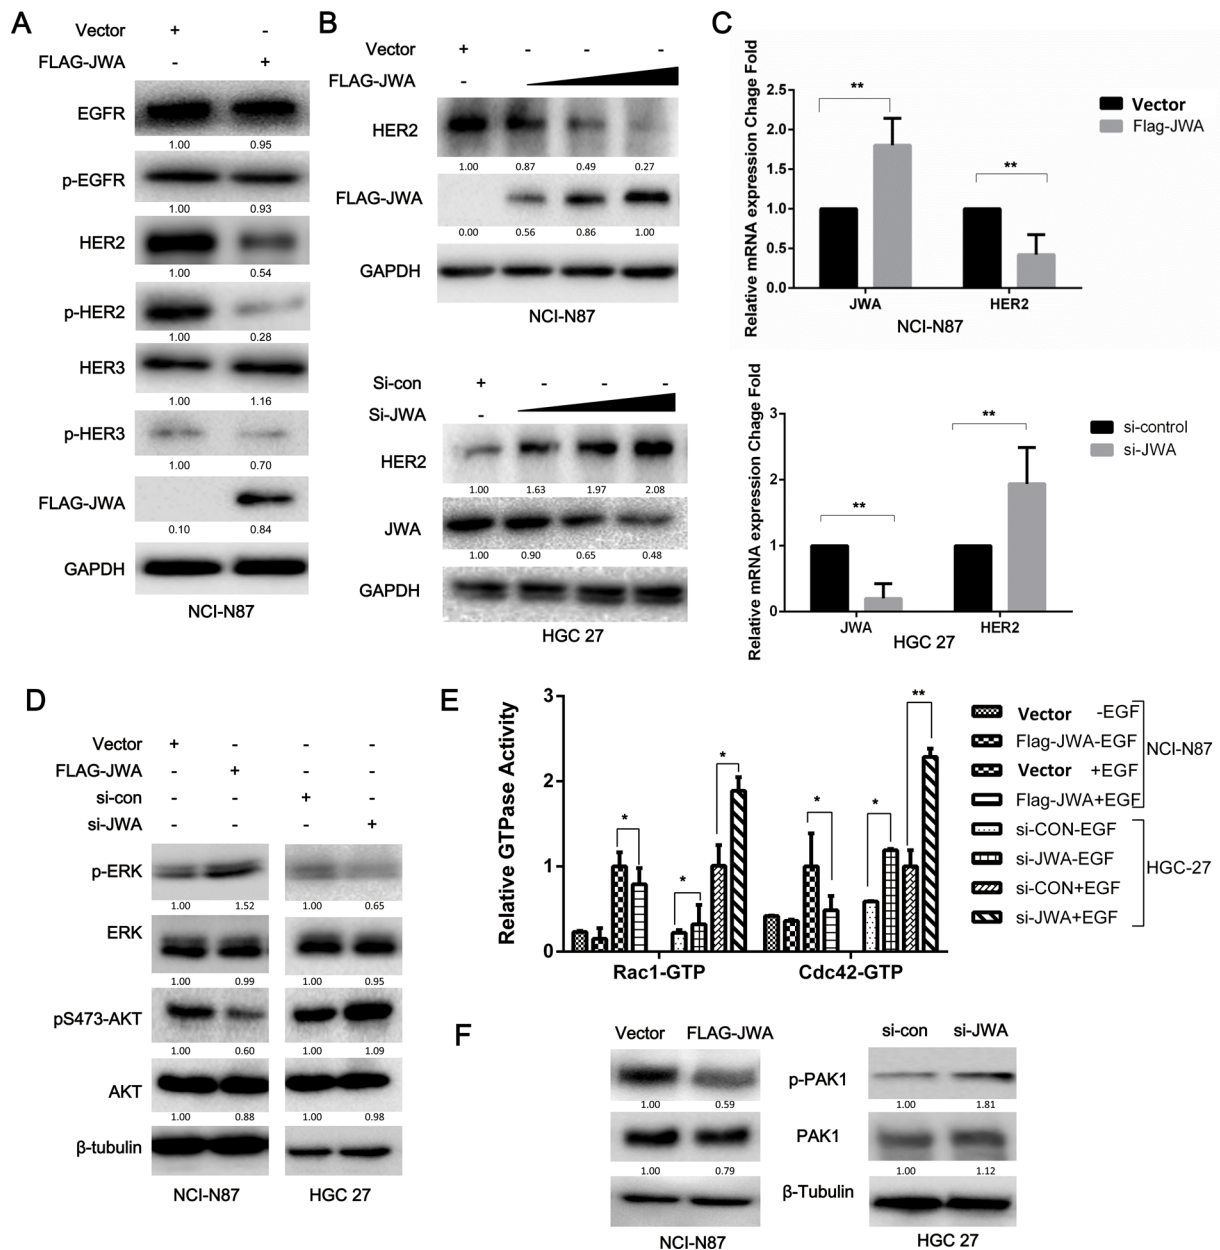 A
Vector + -
FLAG-JWA - +
EGFR
1.00 0.95
p-EGFR
1.00 0.93
HER2
1.00 0.54
p-HER2
1.00 0.28
HER3
1.00 1.16
p-HER3
1.00 0.70
FLAG-JWA
0.10 0.84
GAPDH
NCI-N87
B
Vector + - - -
FLAG-JWA -
HER2
1.00 0.87 0.49 0.27
FLAG-JWA
0.00 0.56 0.86 1.00
GAPDH
NCI-N87
Si-con + - - -
Si-JWA -
HER2
1.00 1.63 1.97 2.08
JWA
1.00 0.90 0.65 0.48
GAPDH
HGC 27
C
Relative mRNA expression Chage Fold
2.5
2.0
1.5
1.0
0.5
0.0
** **
JWA HER2
NCI-N87
Vector
Flag-JWA
Relative mRNA expression Chage Fold
3
2
1
0
** **
JWA HER2
HGC 27
si-control
si-JWA
D
Vector + - - -
FLAG-JWA - + - -
si-con - - + -
si-JWA - - - +
p-ERK
1.00 1.52 1.00 0.65
ERK
1.00 0.99 1.00 0.95
pS473-AKT
1.00 0.60 1.00 1.09
AKT
1.00 0.88 1.00 0.98
β-tubulin
NCI-N87 HGC 27
E
Relative GTPase Activity
3
2
1
0
* * * * * **
Rac1-GTP Cdc42-GTP
Vector -EGF
Flag-JWA-EGF
Vector +EGF
Flag-JWA+EGF
NCI-N87
si-CON-EGF
si-JWA-EGF
si-CON+EGF
si-JWA+EGF
HGC-27
F
Vector FLAG-JWA si-con si-JWA
p-PAK1
1.00 0.59 1.00 1.81
PAK1
1.00 0.79 1.00 1.12
β-Tubulin
NCI-N87 HGC 27